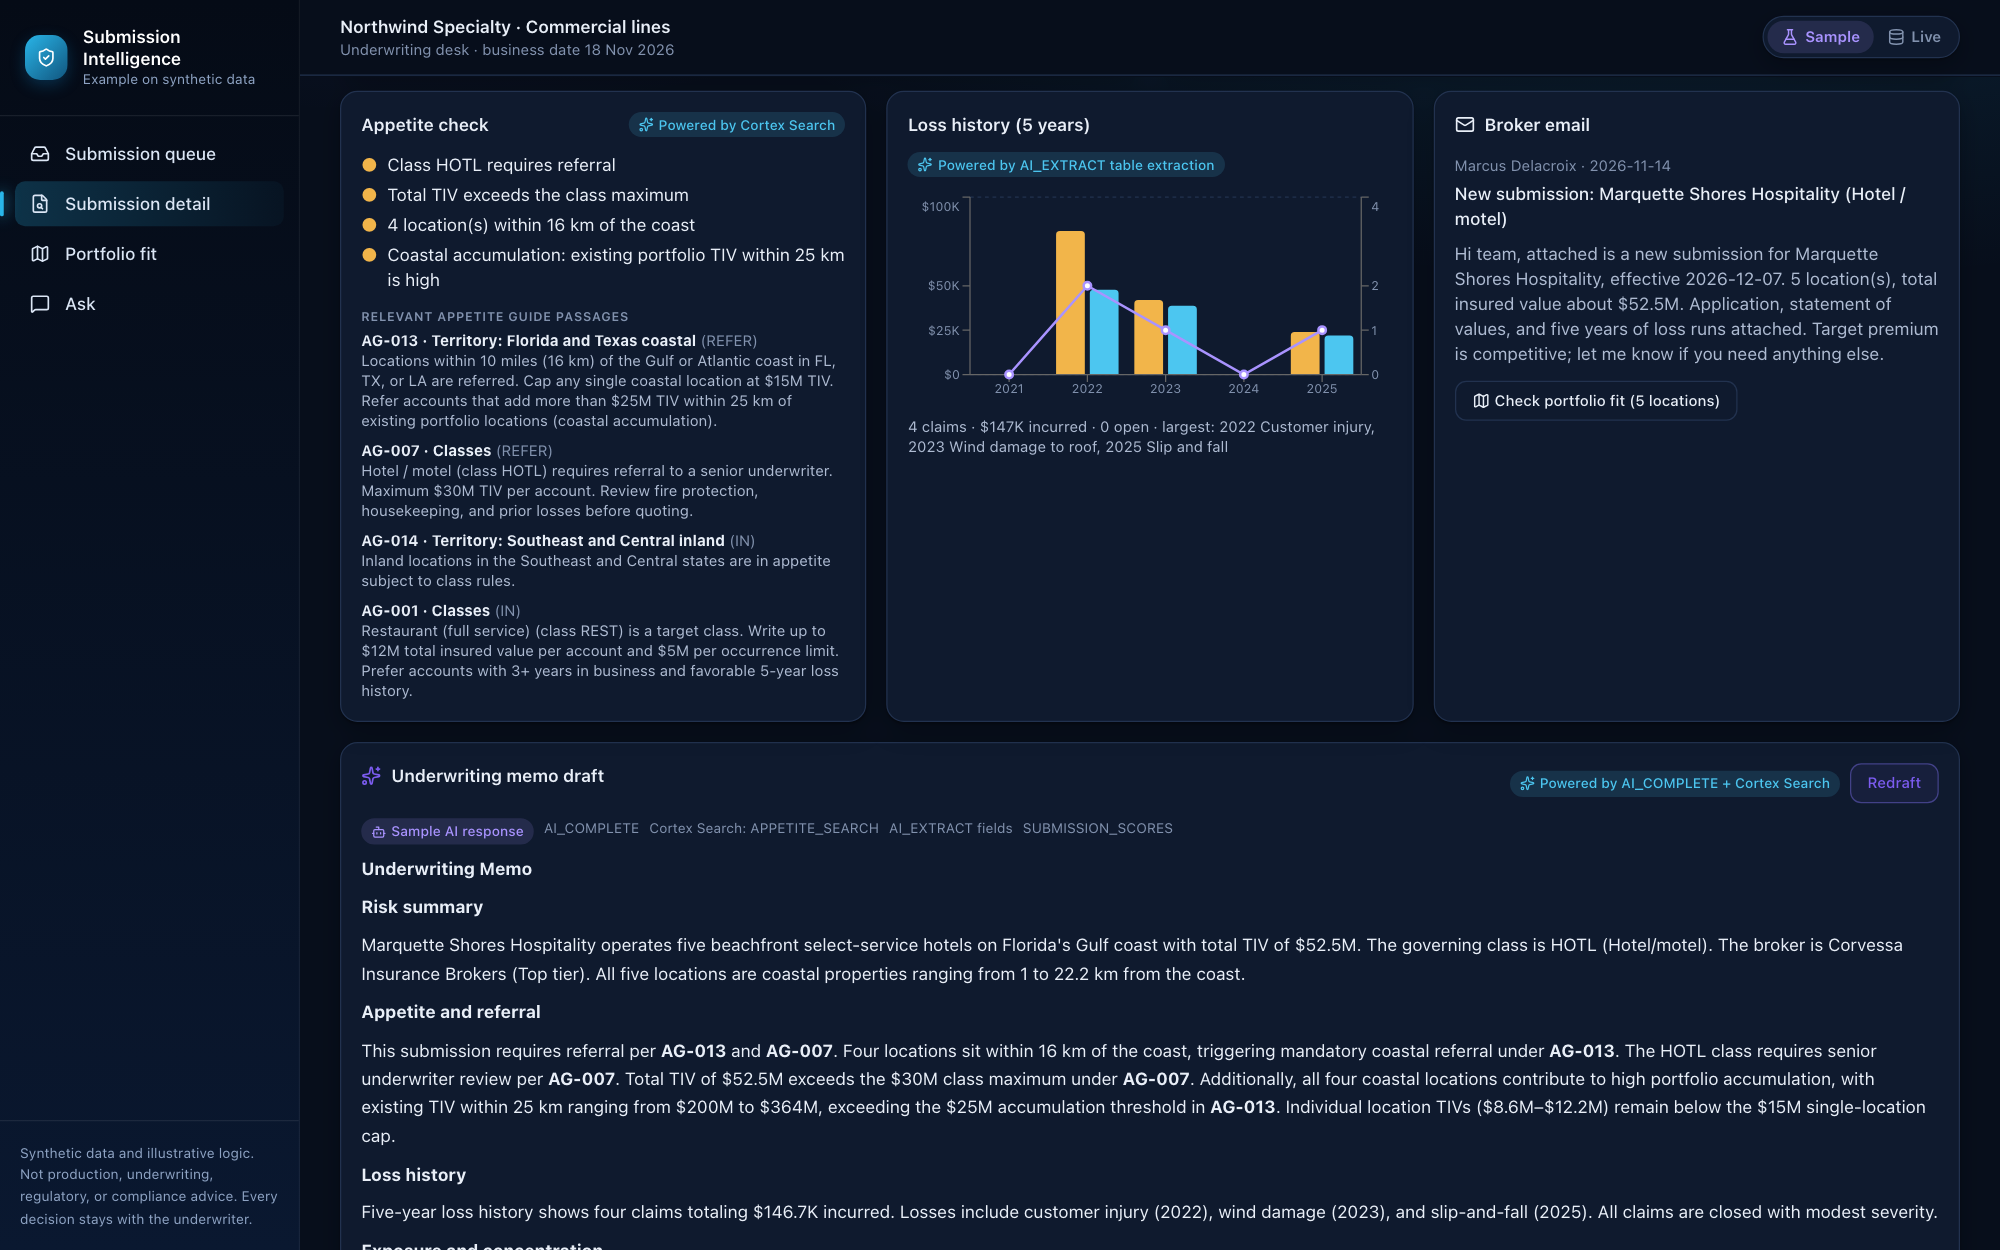 Submission
Intelligence
Example on synthetic data
Submission queue
Submission detail
Portfolio fit
Ask
Synthetic data and illustrative logic.
Not production, underwriting,
regulatory, or compliance advice. Every
decision stays with the underwriter.
Northwind Specialty · Commercial lines
Underwriting desk · business date 18 Nov 2026
Sample
Live
Appetite check
Powered by Cortex Search
Class HOTL requires referral
Total TIV exceeds the class maximum
4 location(s) within 16 km of the coast
Coastal accumulation: existing portfolio TIV within 25 km
is high
RELEVANT APPETITE GUIDE PASSAGES
AG-013 · Territory: Florida and Texas coastal (REFER)
Locations within 10 miles (16 km) of the Gulf or Atlantic coast in FL,
TX, or LA are referred. Cap any single coastal location at $15M TIV.
Refer accounts that add more than $25M TIV within 25 km of
existing portfolio locations (coastal accumulation).
AG-007 · Classes (REFER)
Hotel / motel (class HOTL) requires referral to a senior underwriter.
Maximum $30M TIV per account. Review fire protection,
housekeeping, and prior losses before quoting.
AG-014 · Territory: Southeast and Central inland (IN)
Inland locations in the Southeast and Central states are in appetite
subject to class rules.
AG-001 · Classes (IN)
Restaurant (full service) (class REST) is a target class. Write up to
$12M total insured value per account and $5M per occurrence limit.
Prefer accounts with 3+ years in business and favorable 5-year loss
history.
Loss history (5 years)
Powered by AI_EXTRACT table extraction
$100K
$50K
$25K
$0
4
2
1
0
2021
2022
2023
2024
2025
4 claims · $147K incurred · 0 open · largest: 2022 Customer injury,
2023 Wind damage to roof, 2025 Slip and fall
Broker email
Marcus Delacroix · 2026-11-14
New submission: Marquette Shores Hospitality (Hotel /
motel)
Hi team, attached is a new submission for Marquette
Shores Hospitality, effective 2026-12-07. 5 location(s), total
insured value about $52.5M. Application, statement of
values, and five years of loss runs attached. Target premium
is competitive; let me know if you need anything else.
Check portfolio fit (5 locations)
Underwriting memo draft
Powered by AI_COMPLETE + Cortex Search
Redraft
Sample AI response
AI_COMPLETE
Cortex Search: APPETITE_SEARCH
AI_EXTRACT fields
SUBMISSION_SCORES
Underwriting Memo
Risk summary
Marquette Shores Hospitality operates five beachfront select-service hotels on Florida's Gulf coast with total TIV of $52.5M. The governing class is HOTL (Hotel/motel). The broker is Corvessa
Insurance Brokers (Top tier). All five locations are coastal properties ranging from 1 to 22.2 km from the coast.
Appetite and referral
This submission requires referral per AG-013 and AG-007. Four locations sit within 16 km of the coast, triggering mandatory coastal referral under AG-013. The HOTL class requires senior
underwriter review per AG-007. Total TIV of $52.5M exceeds the $30M class maximum under AG-007. Additionally, all four coastal locations contribute to high portfolio accumulation, with
existing TIV within 25 km ranging from $200M to $364M, exceeding the $25M accumulation threshold in AG-013. Individual location TIVs ($8.6M–$12.2M) remain below the $15M single-location
cap.
Loss history
Five-year loss history shows four claims totaling $146.7K incurred. Losses include customer injury (2022), wind damage (2023), and slip-and-fall (2025). All claims are closed with modest severity.
Exposure and concentration